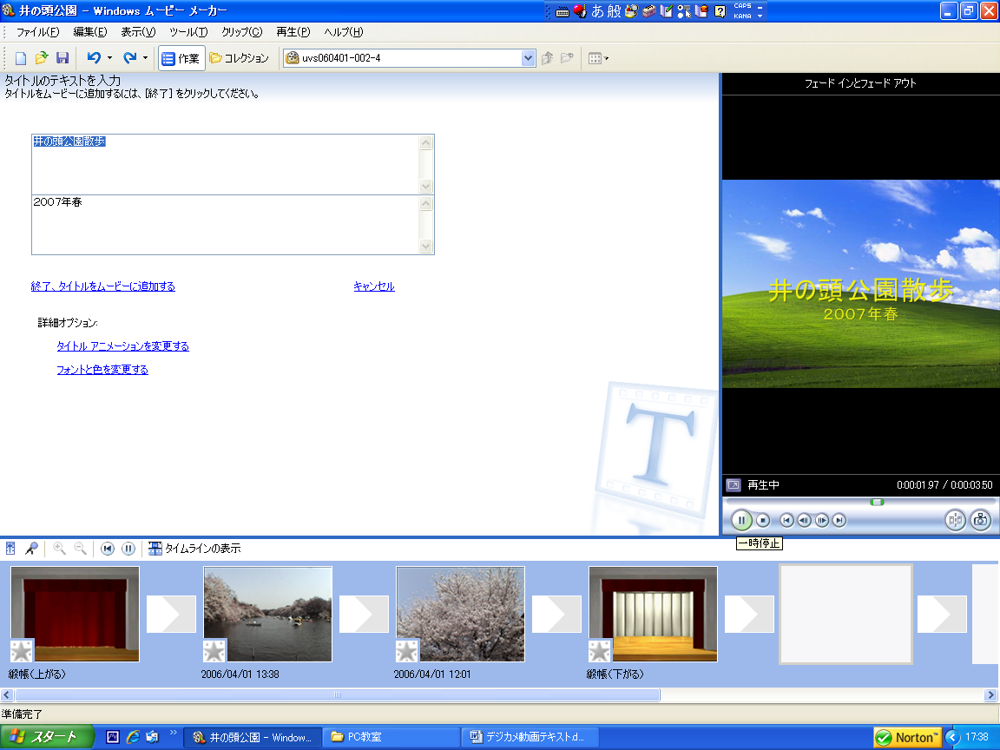 井の頭公園 - Windows ムービー メーカー
あ 般
CAPS
KANA
ファイル(F) 編集(E) 表示(V) ツール(T) クリップ(C) 再生(P) ヘルプ(H)
作業 コレクション uvs060401-002-4
タイトルのテキストを入力
タイトルをムービーに追加するには、[終了] をクリックしてください。
井の頭公園散歩
2007年春
終了、タイトルをムービーに追加する キャンセル
詳細オプション:
タイトル アニメーションを変更する
フォントと色を変更する
T
フェード インとフェード アウト
井の頭公園散歩
2007年春
再生中 0:00:01.97 / 0:00:03.50
一時停止
タイムラインの表示
緞帳(上がる) 2006/04/01 13:38 2006/04/01 12:01 緞帳(下がる)
準備完了
スタート 井の頭公園 - Window... PC教室 デジカメ動画テキスト.d... Norton™ 17:38